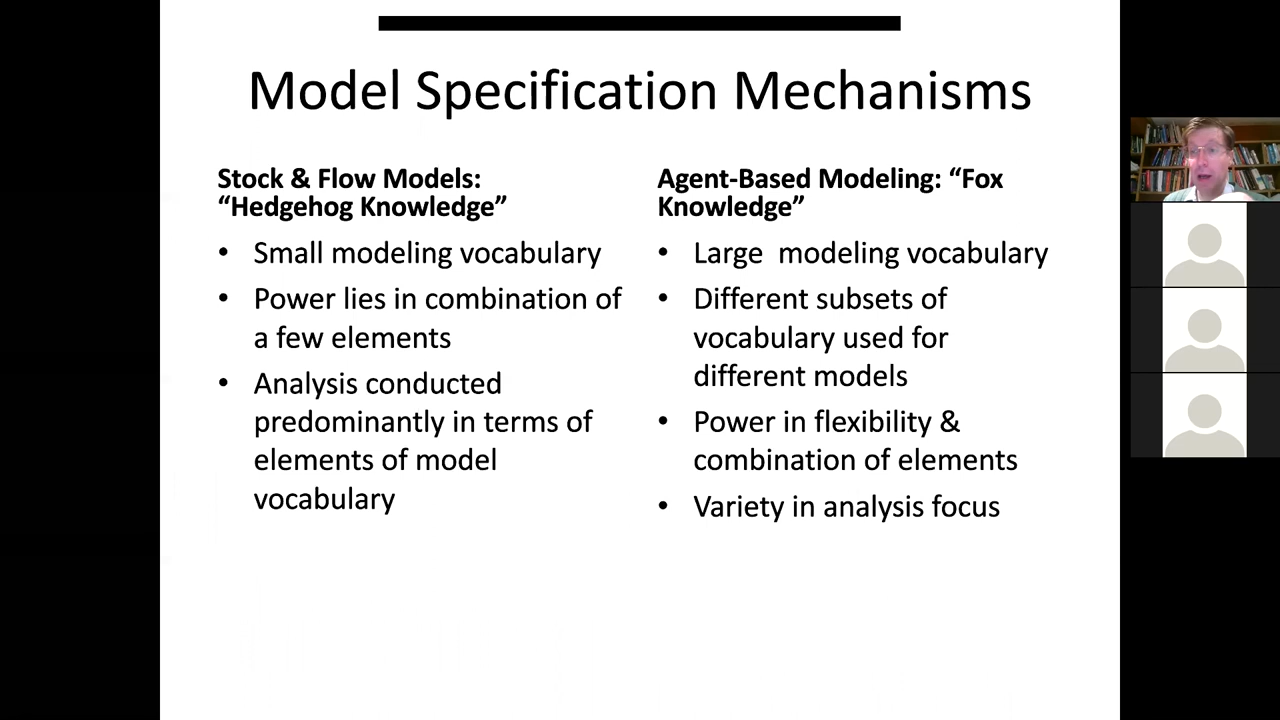 Model Specification Mechanisms
Stock & Flow Models:
“Hedgehog Knowledge”
• Small modeling vocabulary
• Power lies in combination of
a few elements
• Analysis conducted
predominantly in terms of
elements of model
vocabulary
Agent-Based Modeling: “Fox
Knowledge”
• Large  modeling vocabulary
• Different subsets of
vocabulary used for
different models
• Power in flexibility &
combination of elements
• Variety in analysis focus